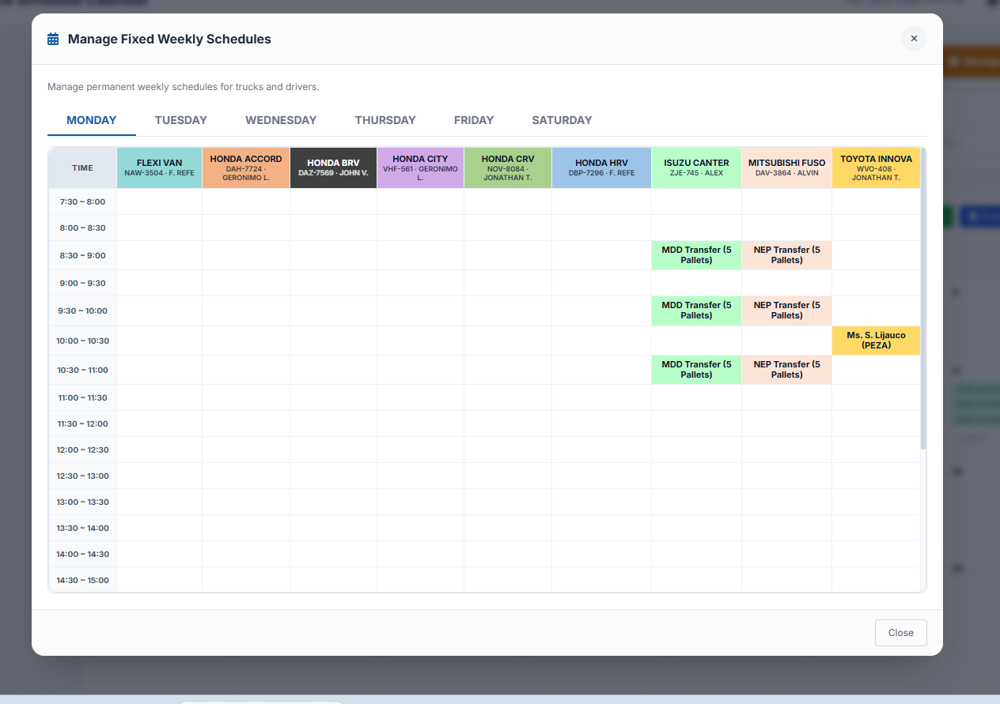 Manage Fixed Weekly Schedules
×
Manage permanent weekly schedules for trucks and drivers.
MONDAY TUESDAY WEDNESDAY THURSDAY FRIDAY SATURDAY
TIME
FLEXI VAN
NAW-3504 · F. REFE
HONDA ACCORD
DAH-7724 ·
GERONIMO L.
HONDA BRV
DAZ-7569 · JOHN V.
HONDA CITY
VHF-561 · GERONIMO
L.
HONDA CRV
NOV-8084 ·
JONATHAN T.
HONDA HRV
DBP-7296 · F. REFE
ISUZU CANTER
ZJE-745 · ALEX
MITSUBISHI FUSO
DAV-3864 · ALVIN
TOYOTA INNOVA
WVO-408 ·
JONATHAN T.
7:30 ~ 8:00
8:00 ~ 8:30
8:30 ~ 9:00
MDD Transfer (5
Pallets)
NEP Transfer (5
Pallets)
9:00 ~ 9:30
9:30 ~ 10:00
MDD Transfer (5
Pallets)
NEP Transfer (5
Pallets)
10:00 ~ 10:30
Ms. S. Lijauco
(PEZA)
10:30 ~ 11:00
MDD Transfer (5
Pallets)
NEP Transfer (5
Pallets)
11:00 ~ 11:30
11:30 ~ 12:00
12:00 ~ 12:30
12:30 ~ 13:00
13:00 ~ 13:30
13:30 ~ 14:00
14:00 ~ 14:30
14:30 ~ 15:00
Close